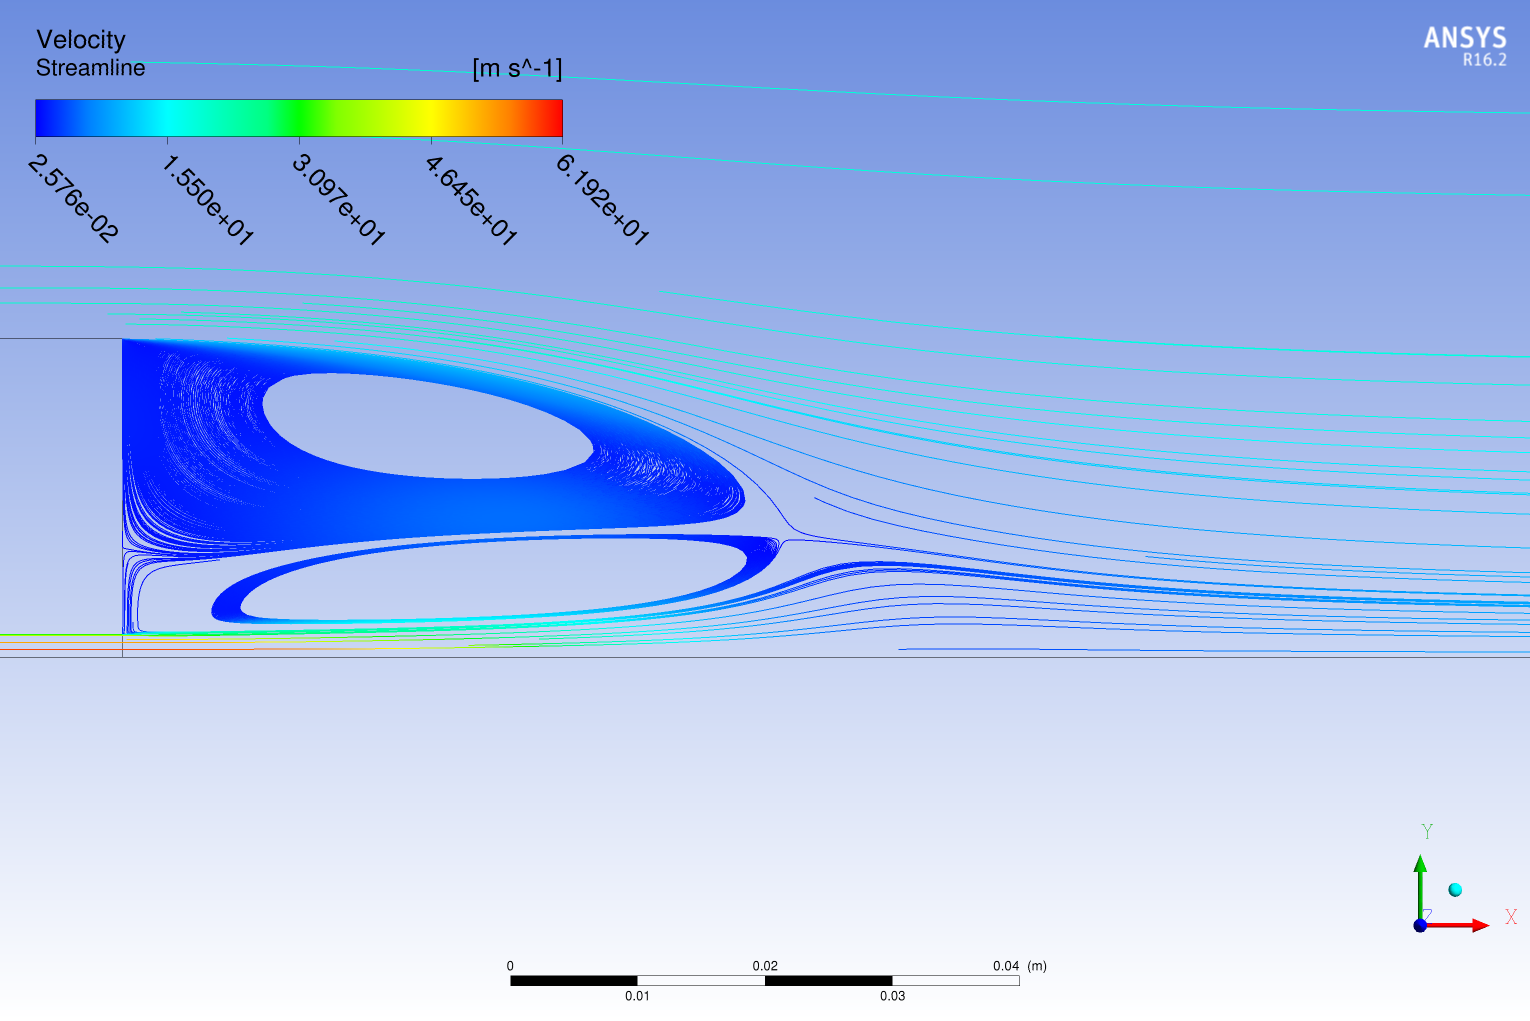 Velocity
Streamline
[m s^-1]
2.576e-02
1.550e+01
3.097e+01
4.645e+01
6.192e+01
ANSYS
R16.2
Y
Z
X
0
0.02
0.04
(m)
0.01
0.03